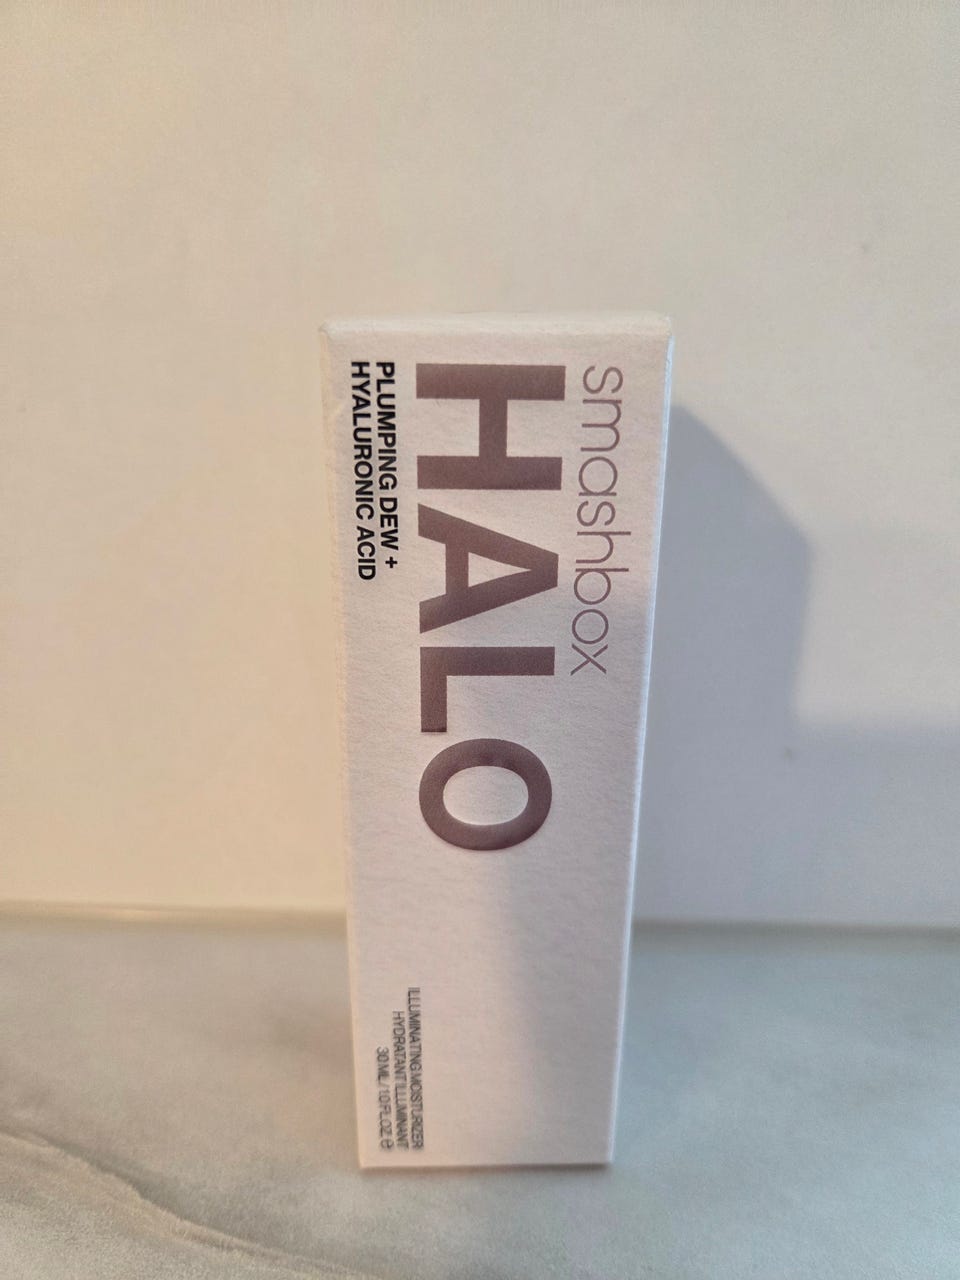 smashbox
HALO
PLUMPING DEW +
HYALURONIC ACID
ILLUMINATING MOISTURIZER
HYDRATANT ILLUMINANT
30 ML / 1.0 FL.OZ. ℮